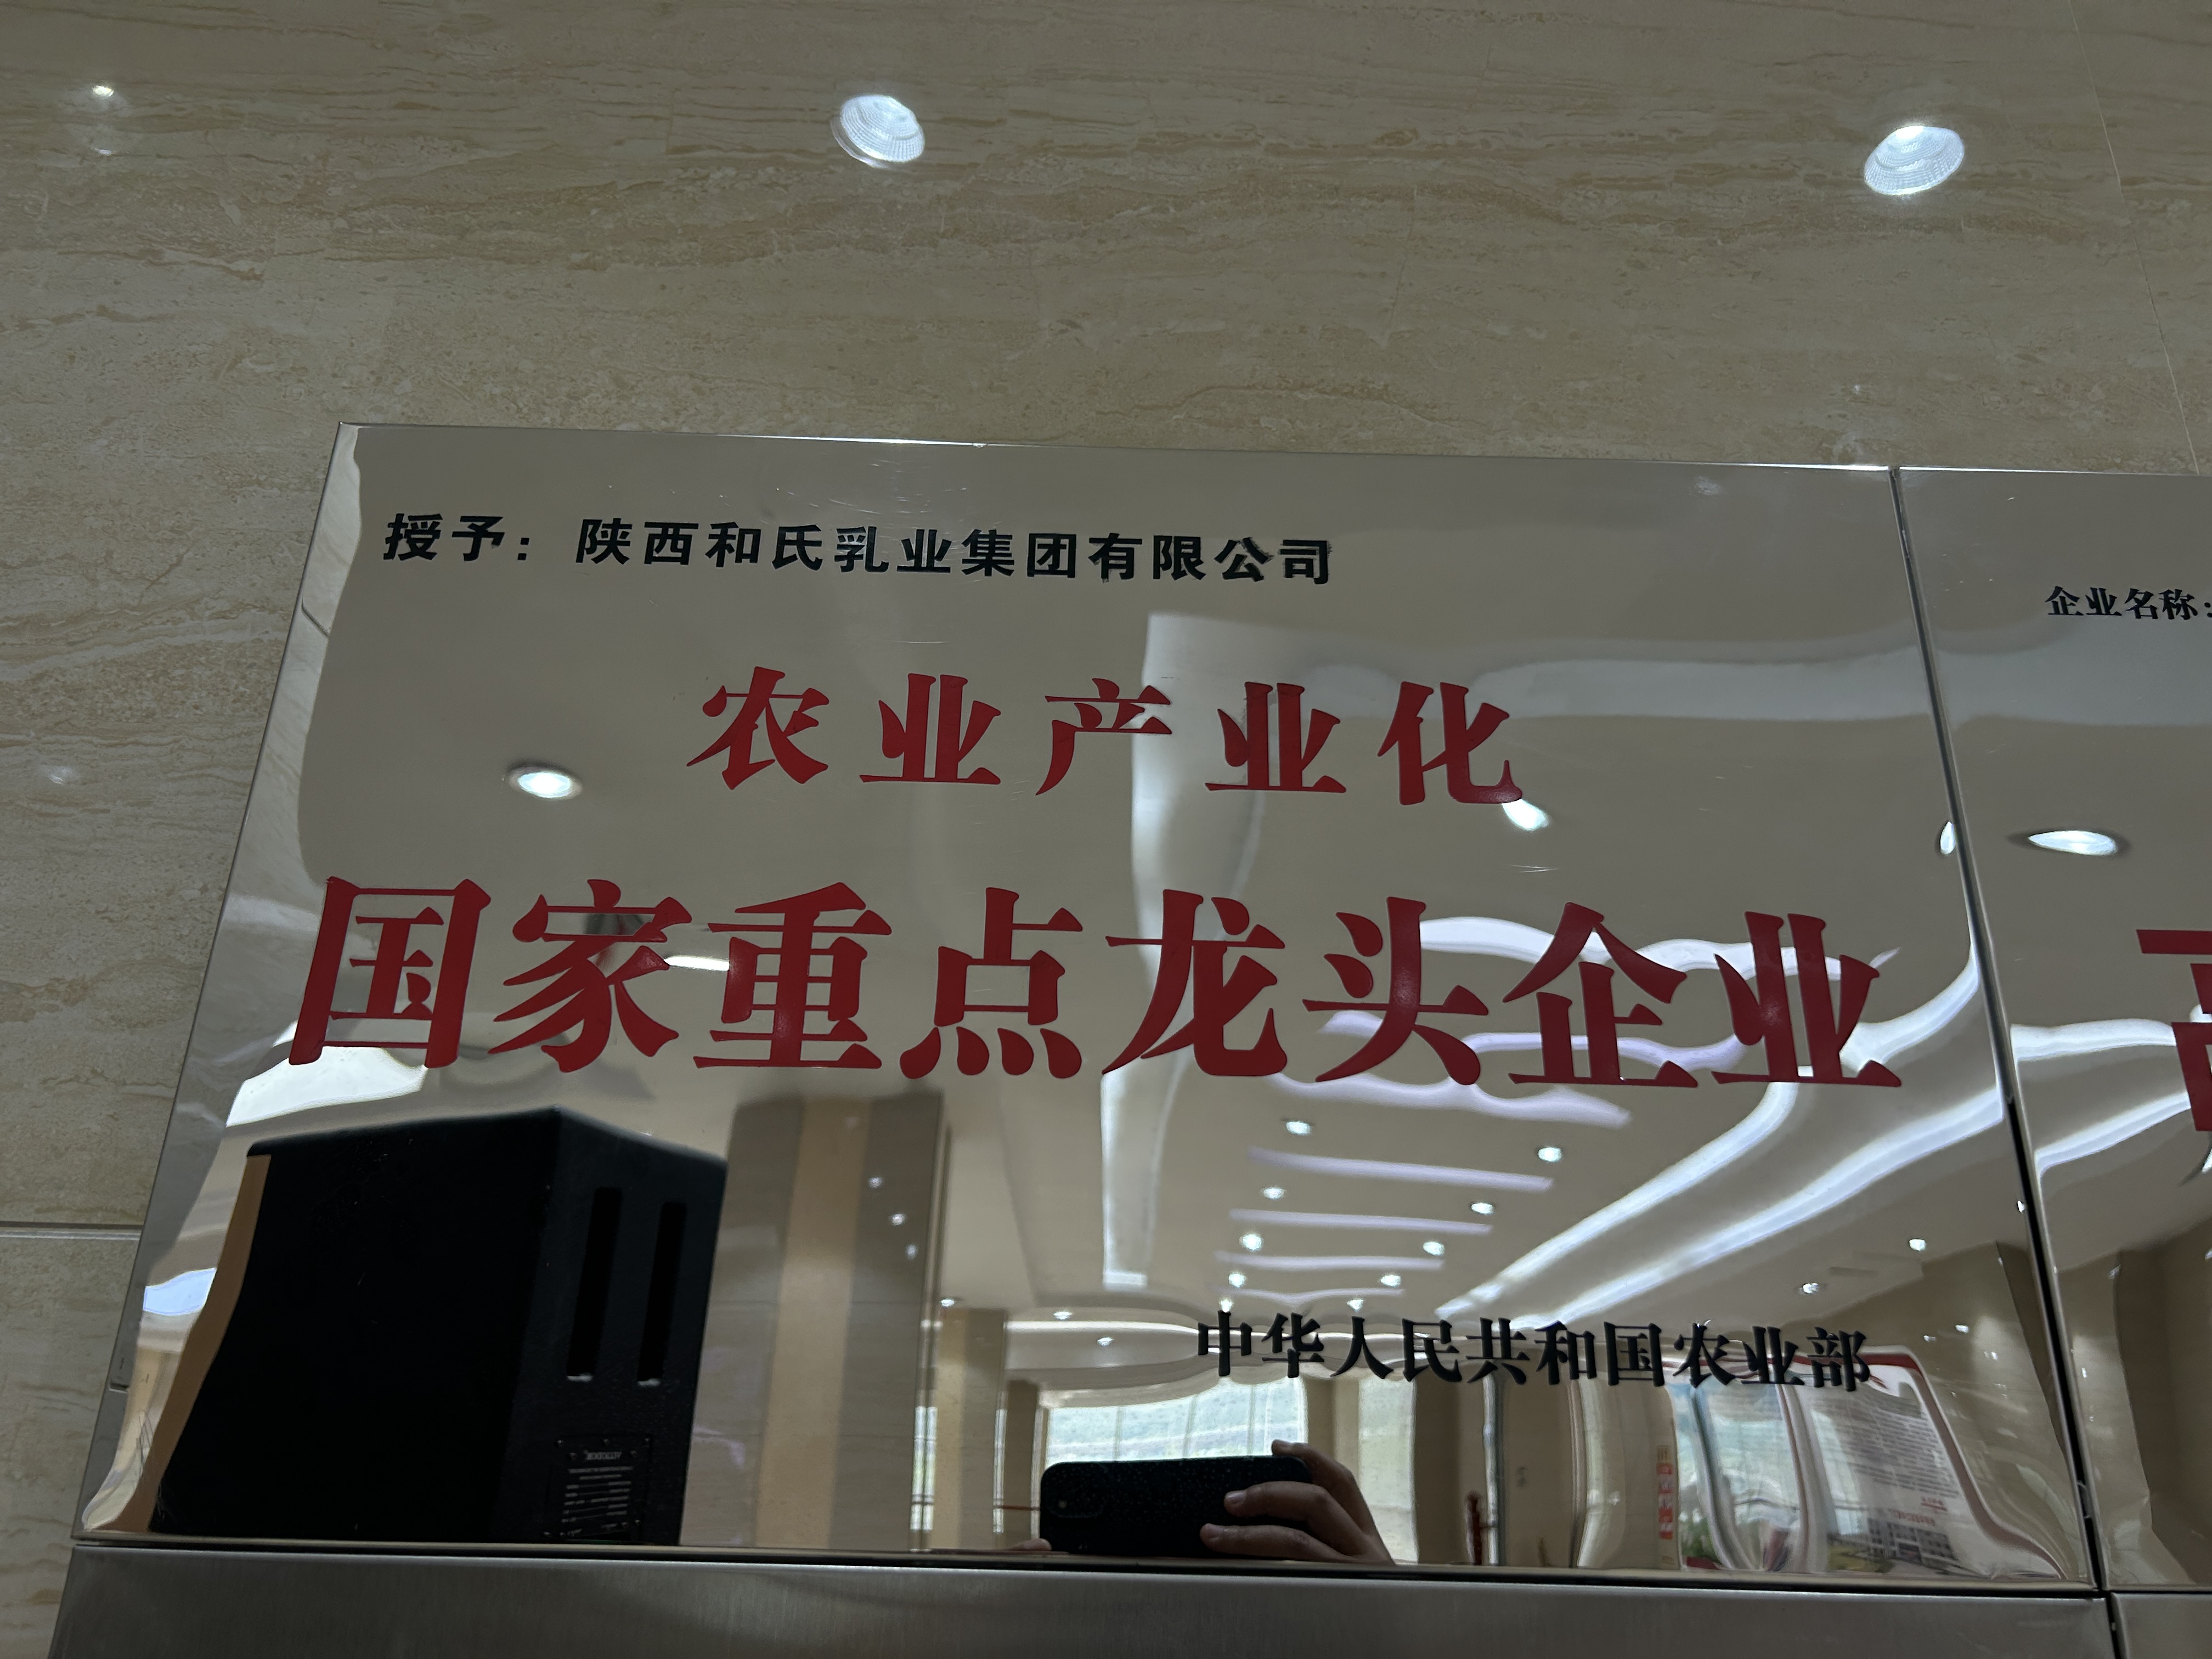 授予：陕西和氏乳业集团有限公司
农业产业化
国家重点龙头企业
中华人民共和国农业部
企业名称：